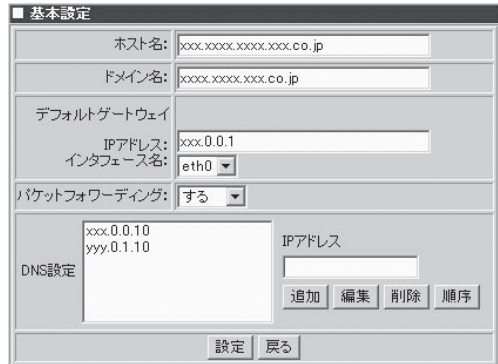 ■ 基本設定
ホスト名: xxx.xxxx.xxxx.xxx.co.jp
ドメイン名: xxxx.xxxx.xxx.co.jp
デフォルトゲートウェイ
IPアドレス: xxx.0.0.1
インタフェース名: eth0
パケットフォワーディング: する
DNS設定
xxx.0.0.10
yyy.0.1.10
IPアドレス
追加 編集 削除 順序
設定 戻る